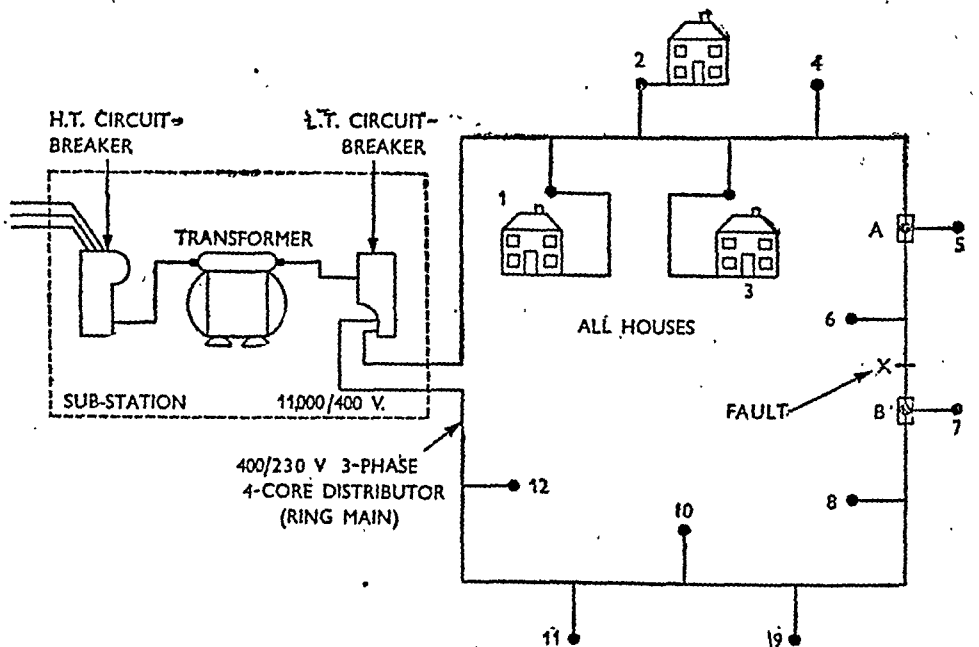 2
4
H.T. CIRCUIT-
BREAKER
L.T. CIRCUIT-
BREAKER
1
TRANSFORMER
A
5
3
6
ALL HOUSES
X
FAULT
B
7
SUB-STATION
11,000/400 V.
400/230 V 3-PHASE
4-CORE DISTRIBUTOR
(RING MAIN)
12
8
10
11
9